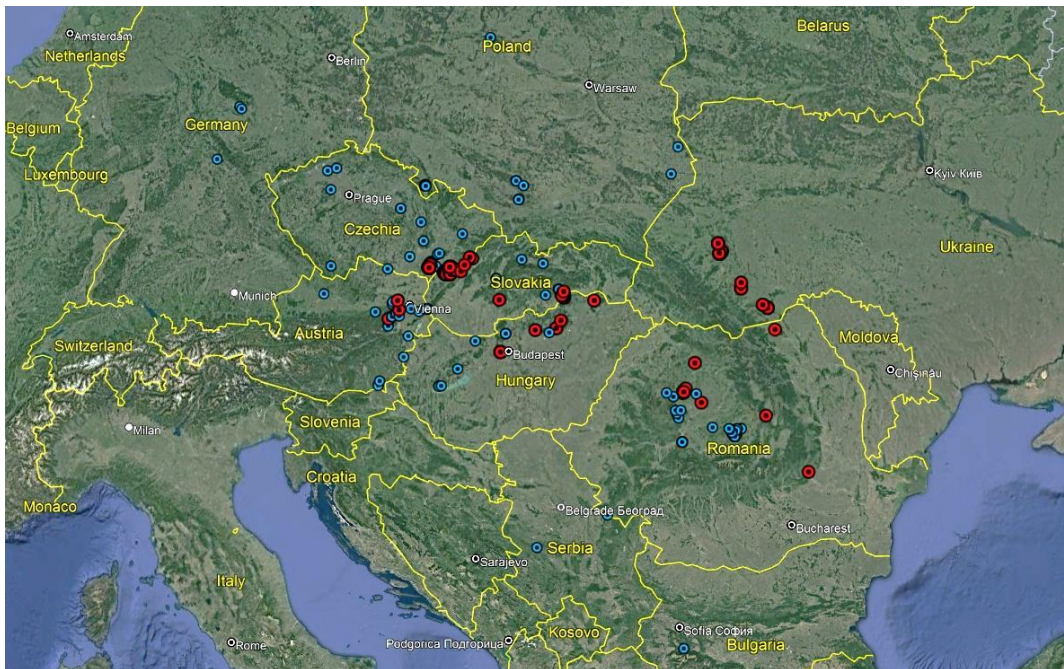 Belarus
Amsterdam
Netherlands
Poland
Berlin
Warsaw
Germany
Belgium
Luxembourg
Kyiv Київ
Prague
Czechia
Ukraine
Slovakia
Munich
Vienna
Austria
Moldova
Switzerland
Budapest
Chișinău
Hungary
Slovenia
Milan
Romania
Croatia
Monaco
Belgrade Београд
Bucharest
Serbia
Sarajevo
Italy
Kosovo
Sofia София
Rome
Podgorica Подгорица
Bulgaria